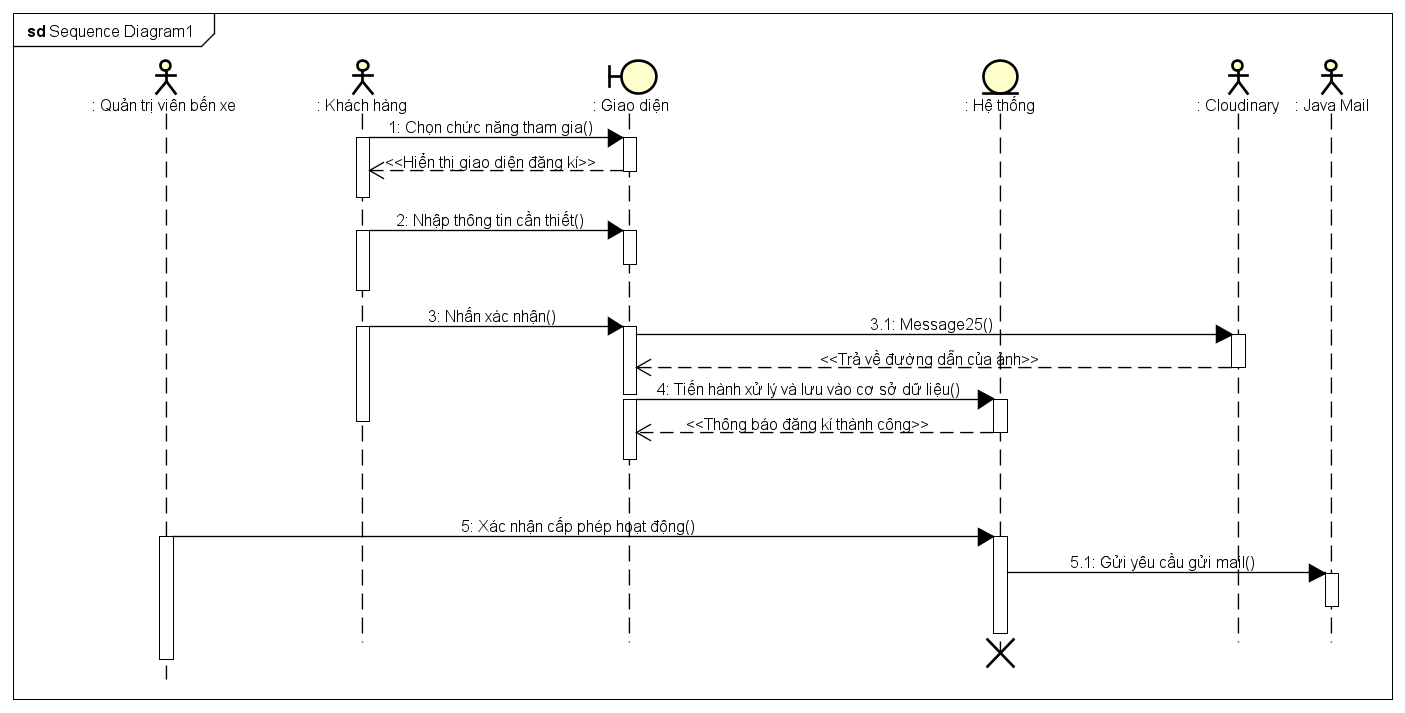 sd Sequence Diagram1
: Quản trị viên bến xe
: Khách hàng
: Giao diện
: Hệ thống
: Cloudinary
: Java Mail
1: Chọn chức năng tham gia()
<<Hiển thị giao diện đăng kí>>
2: Nhập thông tin cần thiết()
3: Nhấn xác nhận()
3.1: Message25()
<<Trả về đường dẫn của ảnh>>
4: Tiến hành xử lý và lưu vào cơ sở dữ liệu()
<<Thông báo đăng kí thành công>>
5: Xác nhận cấp phép hoạt động()
5.1: Gửi yêu cầu gửi mail()